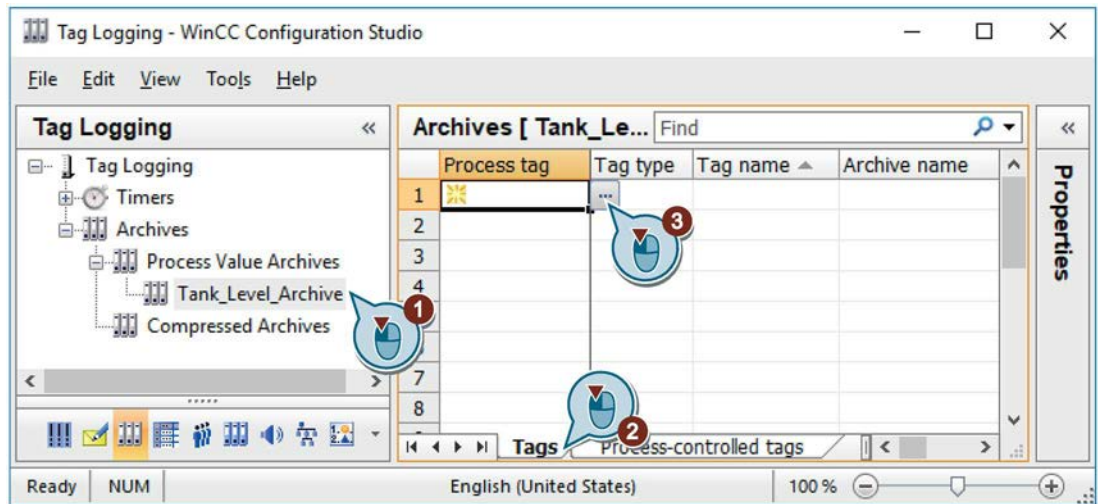 Tag Logging - WinCC Configuration Studio
File Edit View Tools Help
Tag Logging «
Archives [ Tank_Le... Find
«
Properties
Tag Logging
Timers
Archives
Process Value Archives
Tank_Level_Archive
Compressed Archives
Process tag Tag type Tag name Archive name
1 ...
2
3
4
7
8
1
2
3
Tags Process-controlled tags
Ready NUM English (United States) 100 %